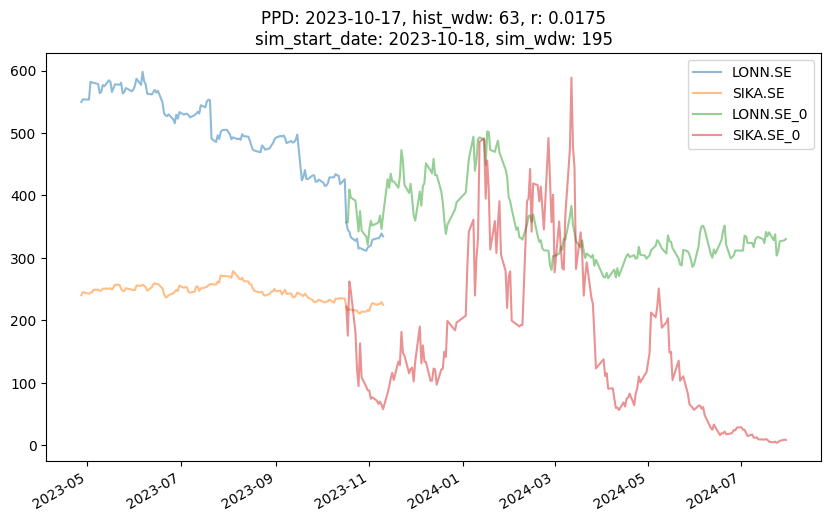 PPD: 2023-10-17, hist_wdw: 63, r: 0.0175
sim_start_date: 2023-10-18, sim_wdw: 195
LONN.SE
SIKA.SE
LONN.SE_0
SIKA.SE_0
600
500
400
300
200
100
0
2023-05
2023-07
2023-09
2023-11
2024-01
2024-03
2024-05
2024-07